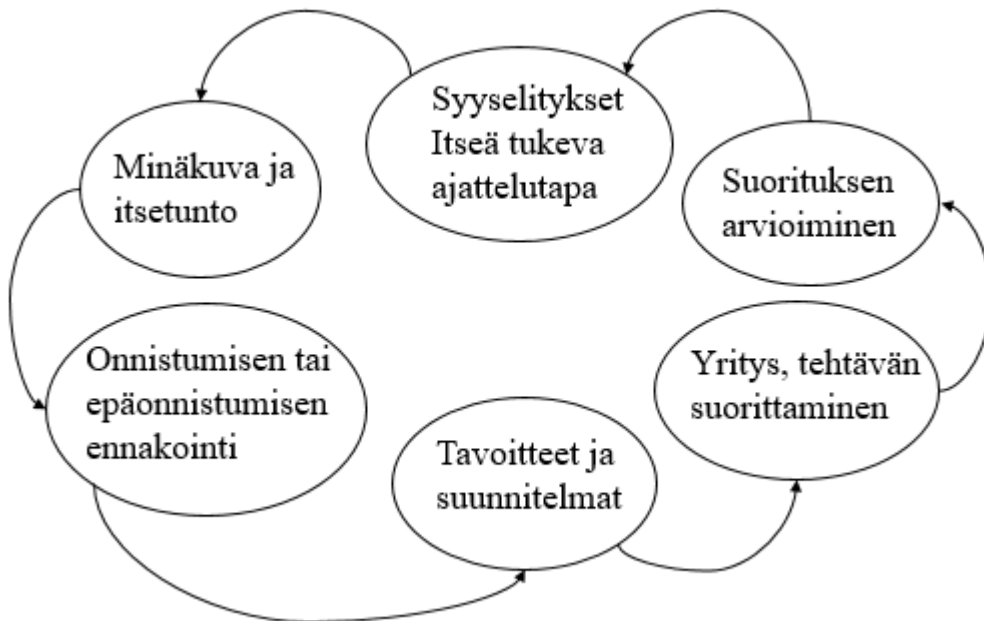 Syyselitykset
Itseä tukeva
ajattelutapa
Minäkuva ja
itsetunto
Suorituksen
arvioiminen
Onnistumisen tai
epäonnistumisen
ennakointi
Yritys, tehtävän
suorittaminen
Tavoitteet ja
suunnitelmat